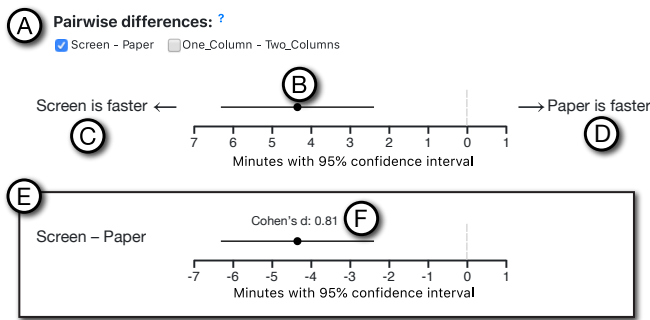 A Pairwise differences: ?
Screen - Paper One_Column - Two_Columns
B
Screen is faster ← → Paper is faster
C D
7 6 5 4 3 2 1 0 1
Minutes with 95% confidence interval
E
Cohen's d: 0.81 F
Screen – Paper
-7 -6 -5 -4 -3 -2 -1 0 1
Minutes with 95% confidence interval